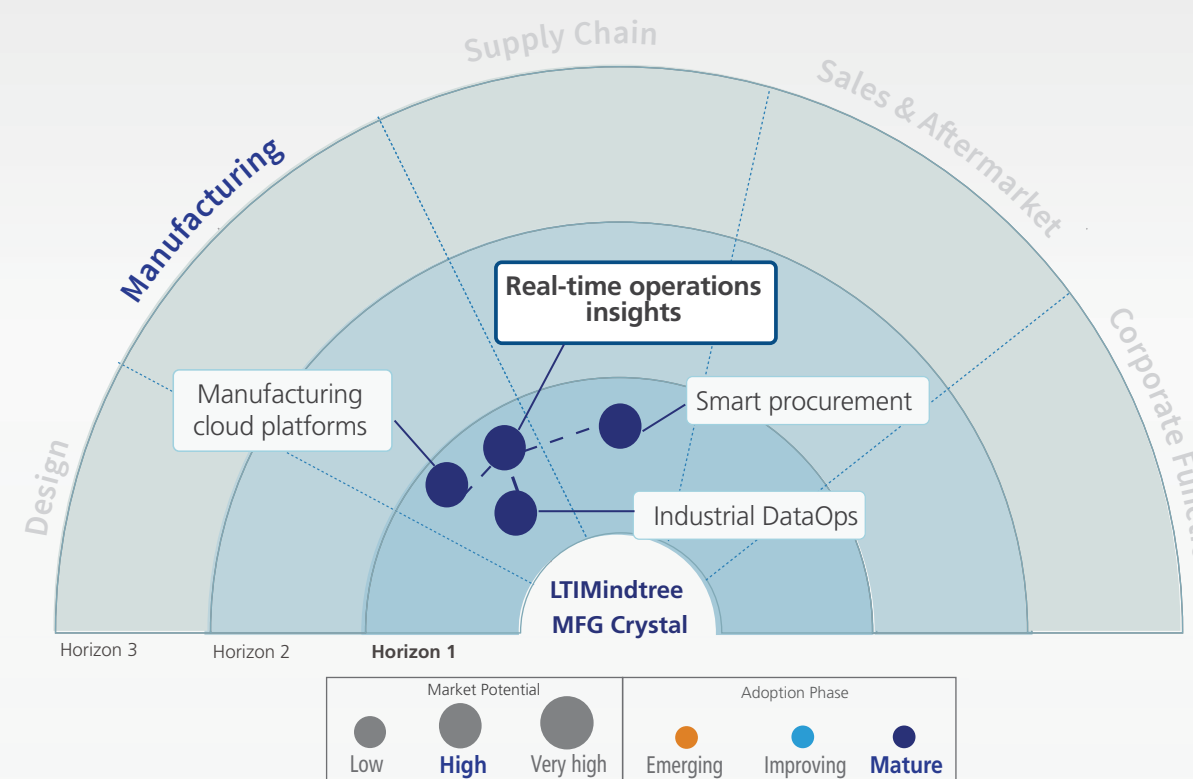 Supply Chain
Sales & Aftermarket
Manufacturing
Real-time operations
insights
Corporate
Manufacturing
cloud platforms
Smart procurement
Design
Industrial DataOps
LTIMindtree
MFG Crystal
Horizon 3
Horizon 2
Horizon 1
Market Potential
Adoption Phase
Low
High
Very high
Emerging
Improving
Mature